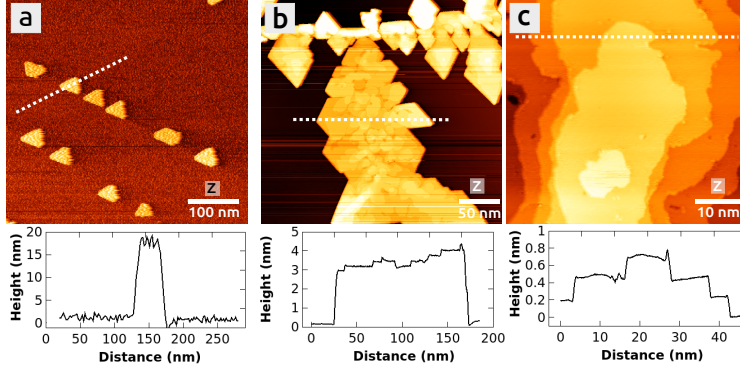 a
z
100 nm
b
50 nm
c
z
10 nm
20
15
10
5
0
Height (nm)
0 50 100 150 200 250
Distance (nm)
5
4
3
2
1
0
Height (nm)
0 50 100 150 200
Distance (nm)
1
0.8
0.6
0.4
0.2
0
Height (nm)
0 10 20 30 40
Distance (nm)